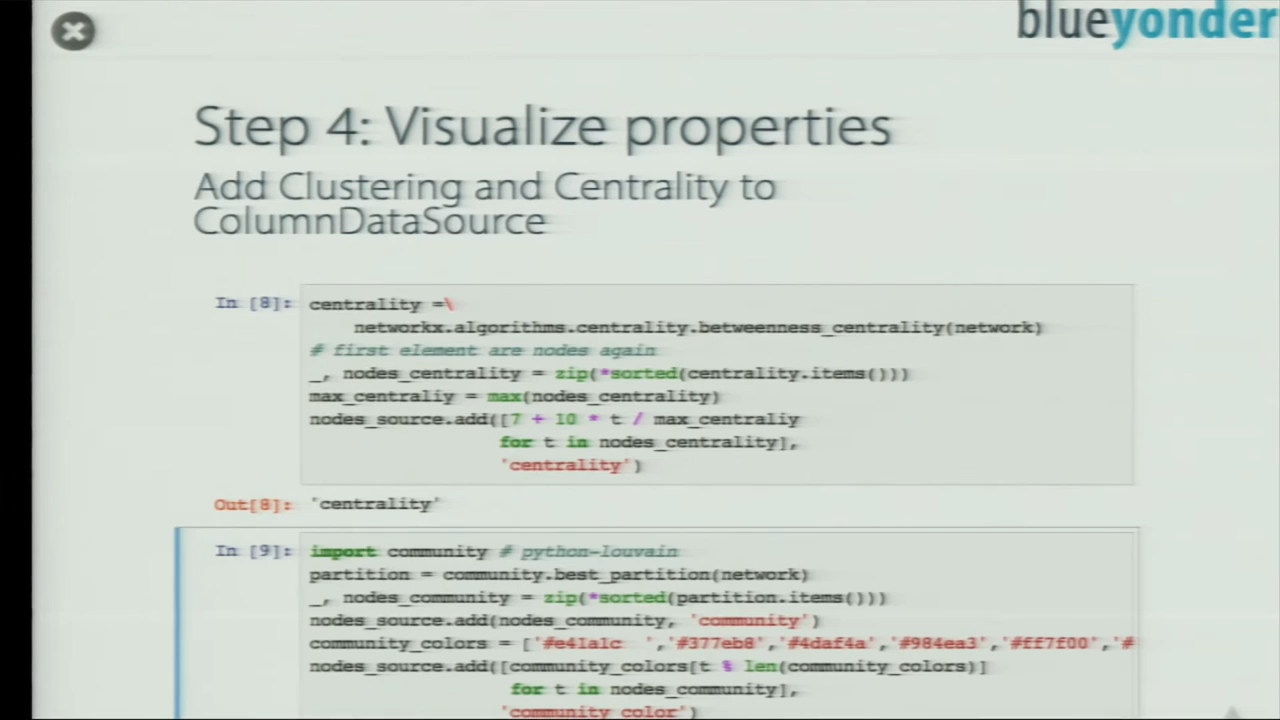 blueyonder
Step 4: Visualize properties
Add Clustering and Centrality to
ColumnDataSource
In [8]: centrality =\
networkx.algorithms.centrality.betweenness_centrality(network)
# first element are nodes again
_, nodes_centrality = zip(*sorted(centrality.items()))
max_centraliy = max(nodes_centrality)
nodes_source.add([7 + 10 * t / max_centraliy
for t in nodes_centrality],
'centrality')
Out[8]: 'centrality'
In [9]: import community # python-louvain
partition = community.best_partition(network)
_, nodes_community = zip(*sorted(partition.items()))
nodes_source.add(nodes_community, 'community')
community_colors = ['#e41a1c ','#377eb8','#4daf4a','#984ea3','#ff7f00','#
nodes_source.add([community_colors[t % len(community_colors)]
for t in nodes_community],
'community_color')